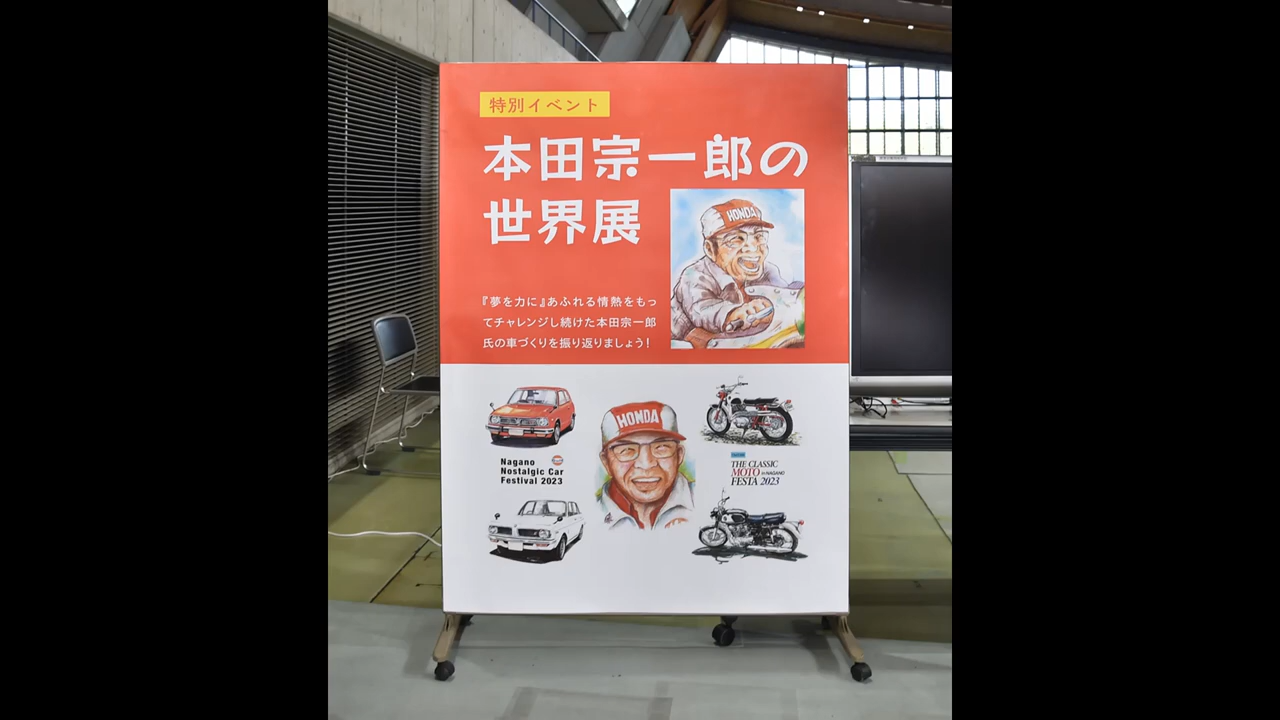 特別イベント
本田宗一郎の
世界展
HONDA
『夢を力に』あふれる情熱をもっ
てチャレンジし続けた本田宗一郎
氏の車づくりを振り返りましょう!
HONDA
Nagano
Nostalgic Car
Festival 2023
THE CLASSIC
MOTO in NAGANO
FESTA 2023